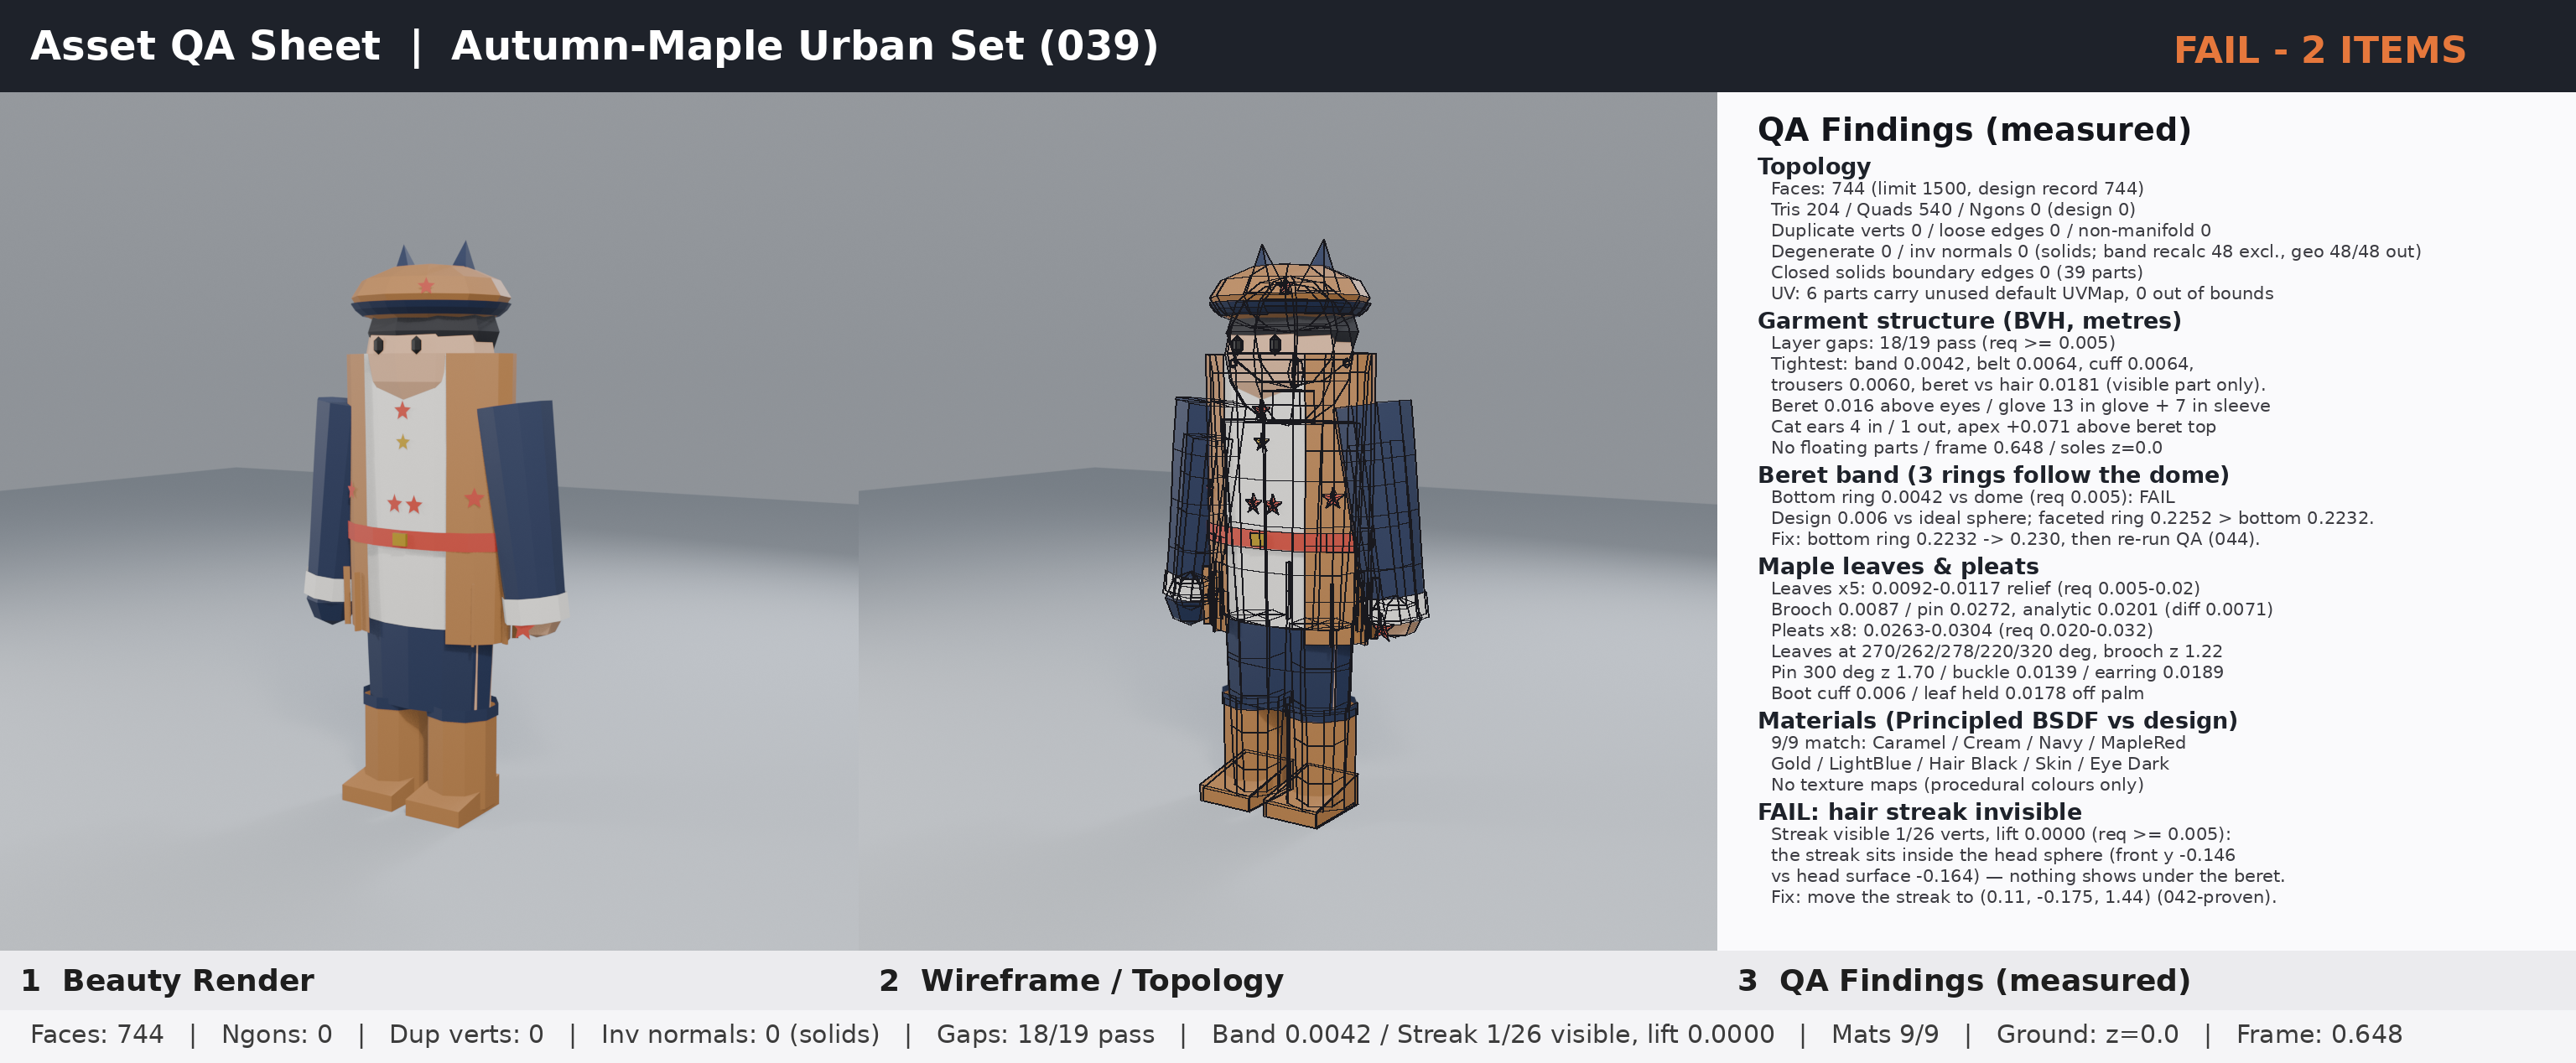 Asset QA Sheet | Autumn-Maple Urban Set (039)
FAIL - 2 ITEMS
QA Findings (measured)
Topology
Faces: 744 (limit 1500, design record 744)
Tris 204 / Quads 540 / Ngons 0 (design 0)
Duplicate verts 0 / loose edges 0 / non-manifold 0
Degenerate 0 / inv normals 0 (solids; band recalc 48 excl., geo 48/48 out)
Closed solids boundary edges 0 (39 parts)
UV: 6 parts carry unused default UVMap, 0 out of bounds
Garment structure (BVH, metres)
Layer gaps: 18/19 pass (req >= 0.005)
Tightest: band 0.0042, belt 0.0064, cuff 0.0064,
trousers 0.0060, beret vs hair 0.0181 (visible part only).
Beret 0.016 above eyes / glove 13 in glove + 7 in sleeve
Cat ears 4 in / 1 out, apex +0.071 above beret top
No floating parts / frame 0.648 / soles z=0.0
Beret band (3 rings follow the dome)
Bottom ring 0.0042 vs dome (req 0.005): FAIL
Design 0.006 vs ideal sphere; faceted ring 0.2252 > bottom 0.2232.
Fix: bottom ring 0.2232 -> 0.230, then re-run QA (044).
Maple leaves & pleats
Leaves x5: 0.0092-0.0117 relief (req 0.005-0.02)
Brooch 0.0087 / pin 0.0272, analytic 0.0201 (diff 0.0071)
Pleats x8: 0.0263-0.0304 (req 0.020-0.032)
Leaves at 270/262/278/220/320 deg, brooch z 1.22
Pin 300 deg z 1.70 / buckle 0.0139 / earring 0.0189
Boot cuff 0.006 / leaf held 0.0178 off palm
Materials (Principled BSDF vs design)
9/9 match: Caramel / Cream / Navy / MapleRed
Gold / LightBlue / Hair Black / Skin / Eye Dark
No texture maps (procedural colours only)
FAIL: hair streak invisible
Streak visible 1/26 verts, lift 0.0000 (req >= 0.005):
the streak sits inside the head sphere (front y -0.146
vs head surface -0.164) — nothing shows under the beret.
Fix: move the streak to (0.11, -0.175, 1.44) (042-proven).
1 Beauty Render
2 Wireframe / Topology
3 QA Findings (measured)
Faces: 744 | Ngons: 0 | Dup verts: 0 | Inv normals: 0 (solids) | Gaps: 18/19 pass | Band 0.0042 / Streak 1/26 visible, lift 0.0000 | Mats 9/9 | Ground: z=0.0 | Frame: 0.648